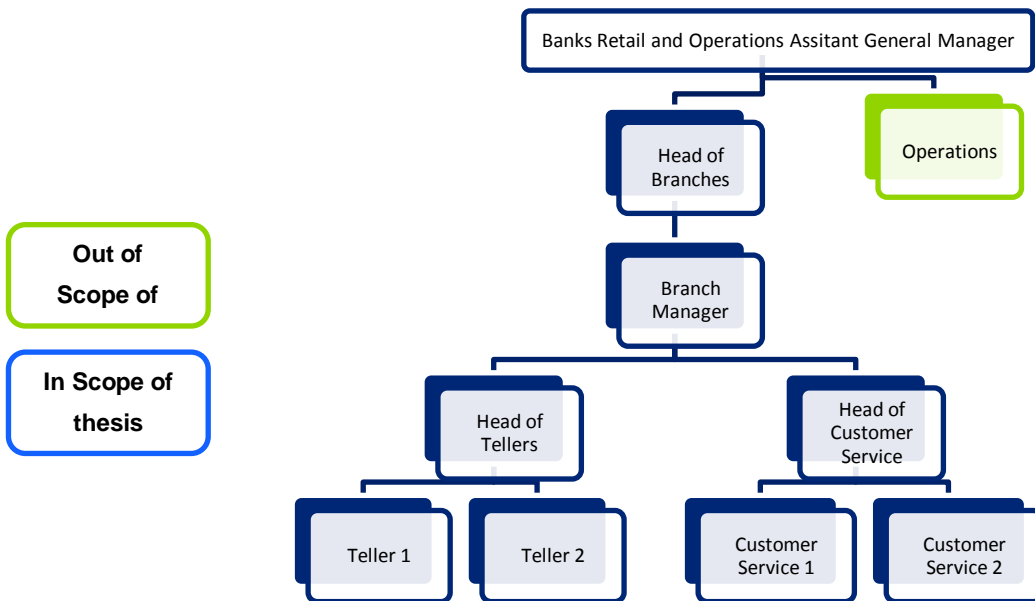 Banks Retail and Operations Assitant General Manager
Head of
Branches
Operations
Out of
Scope of
Branch
Manager
In Scope of
thesis
Head of
Tellers
Head of
Customer
Service
Teller 1
Teller 2
Customer
Service 1
Customer
Service 2